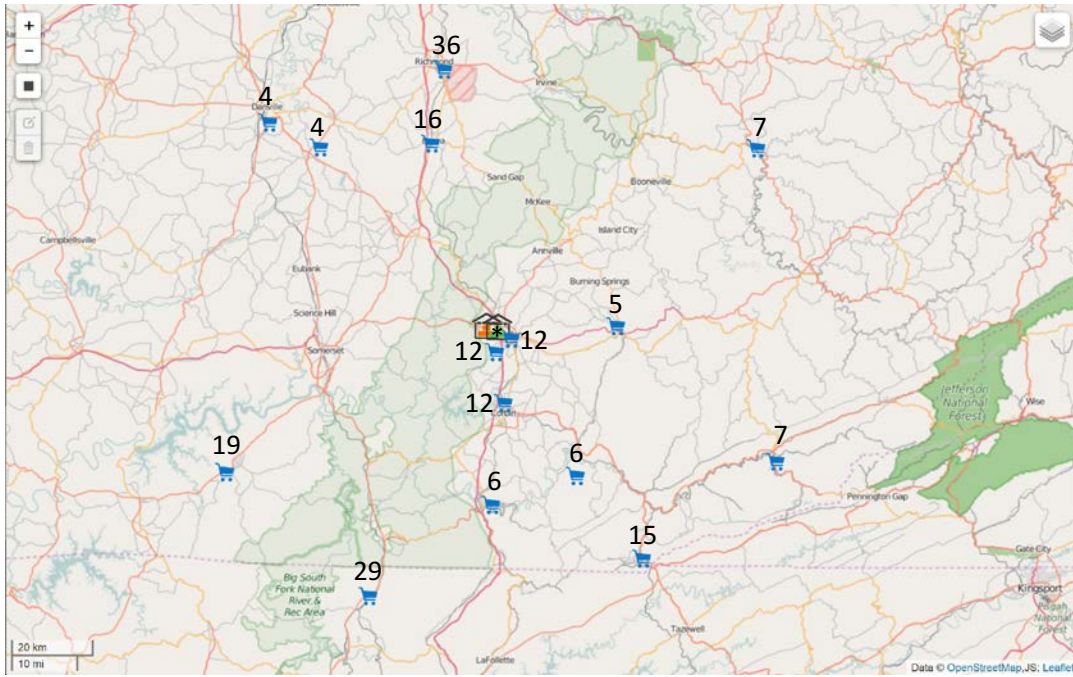 +
−
Richmond
36
Irvine
Danville
4
4
16
7
Sand Gap
Booneville
McKee
Campbellsville
Island City
Annville
Eubank
Burning Springs
Science Hill
5
*
12
12
Somerset
Jefferson
National
Forest)
Wise
12
Corbin
19
6
7
6
Pennington Gap
15
Gate City
29
Big South
Fork National
River, &
Rec Area
Kingsport
Tazewell
20 km
10 mi
LaFollette
Data © OpenStreetMap,JS: Leaflet